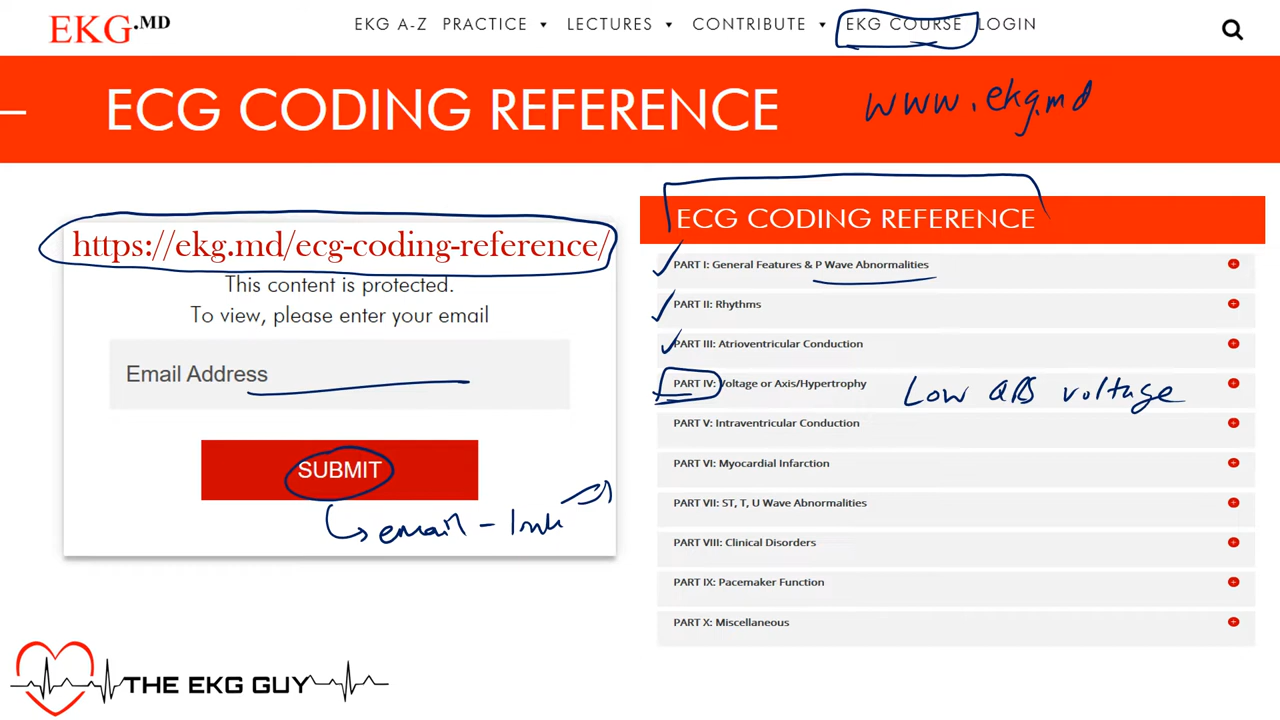 EKG.MD
EKG A-Z PRACTICE LECTURES CONTRIBUTE EKG COURSE LOGIN
ECG CODING REFERENCE
www.ekg.md
https://ekg.md/ecg-coding-reference/
This content is protected.
To view, please enter your email
Email Address
SUBMIT
email - link
ECG CODING REFERENCE
PART I: General Features & P Wave Abnormalities
PART II: Rhythms
PART III: Atrioventricular Conduction
PART IV: Voltage or Axis/Hypertrophy
Low QRS voltage
PART V: Intraventricular Conduction
PART VI: Myocardial Infarction
PART VII: ST, T, U Wave Abnormalities
PART VIII: Clinical Disorders
PART IX: Pacemaker Function
PART X: Miscellaneous
THE EKG GUY